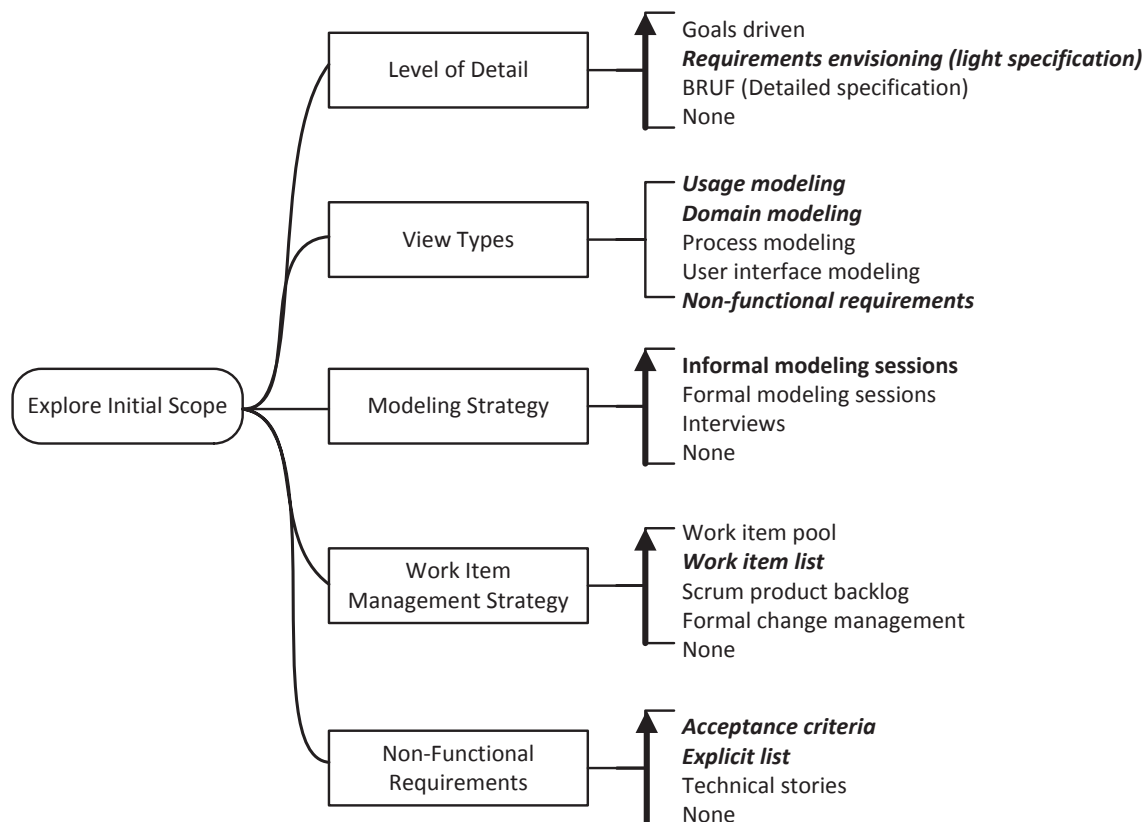 Level of Detail
Goals driven
Requirements envisioning (light specification)
BRUF (Detailed specification)
None
View Types
Usage modeling
Domain modeling
Process modeling
User interface modeling
Non-functional requirements
Explore Initial Scope
Modeling Strategy
Informal modeling sessions
Formal modeling sessions
Interviews
None
Work Item
Management Strategy
Work item pool
Work item list
Scrum product backlog
Formal change management
None
Non-Functional
Requirements
Acceptance criteria
Explicit list
Technical stories
None